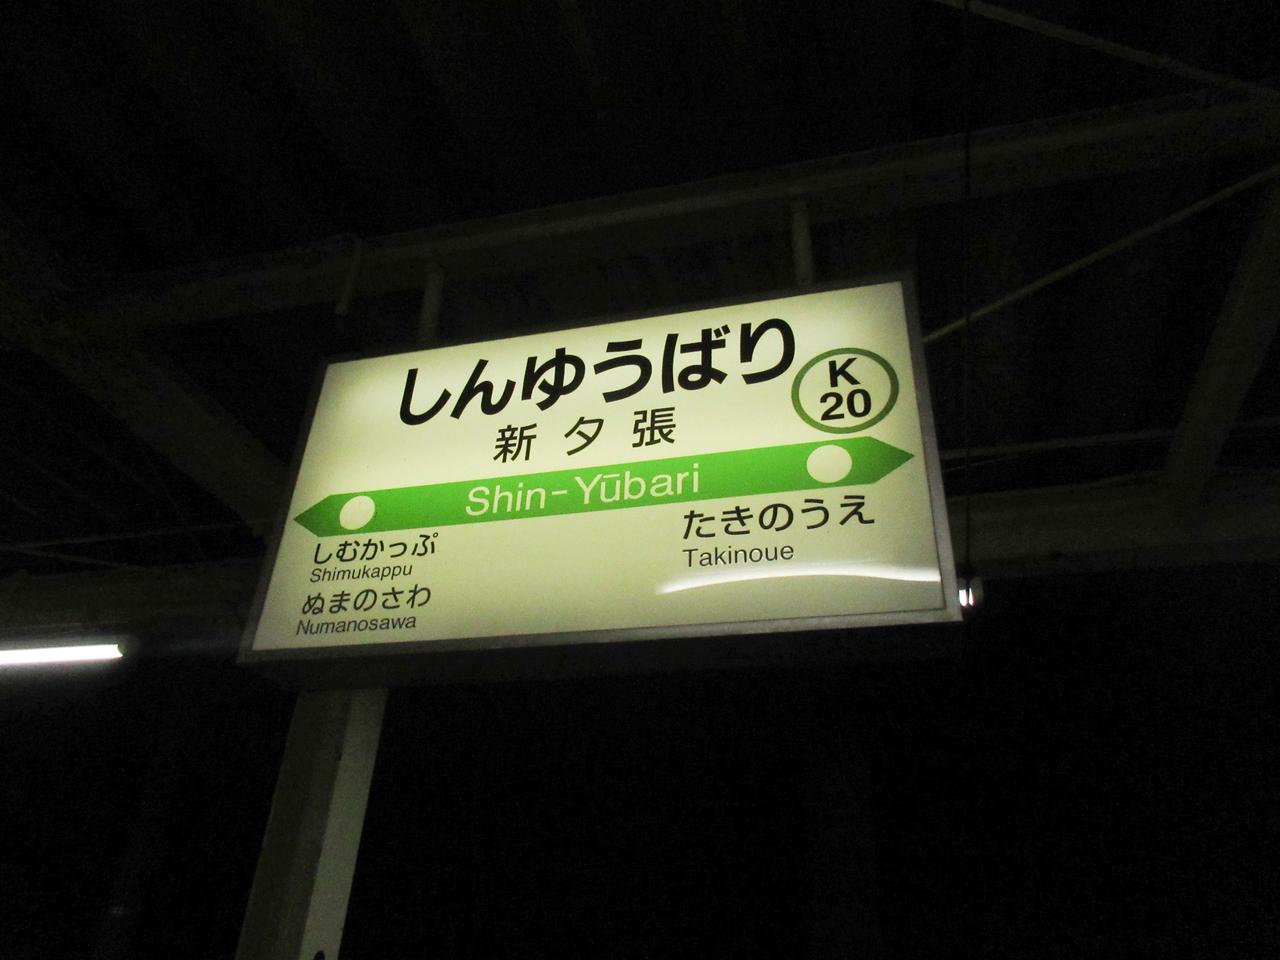 しんゆうばり
K
20
新夕張
Shin-Yūbari
しむかっぷ
Shimukappu
ぬまのさわ
Numanosawa
たきのうえ
Takinoue